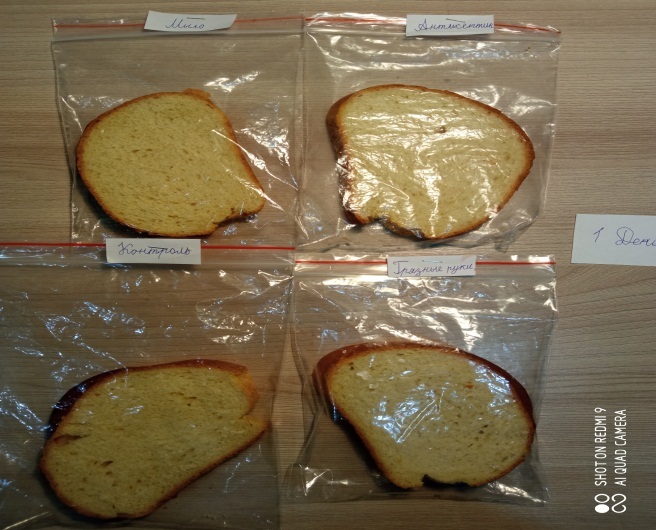 Мыло
Антисептик
1 День
Контроль
Грязные руки
SHOT ON REDMI 9
AI QUAD CAMERA